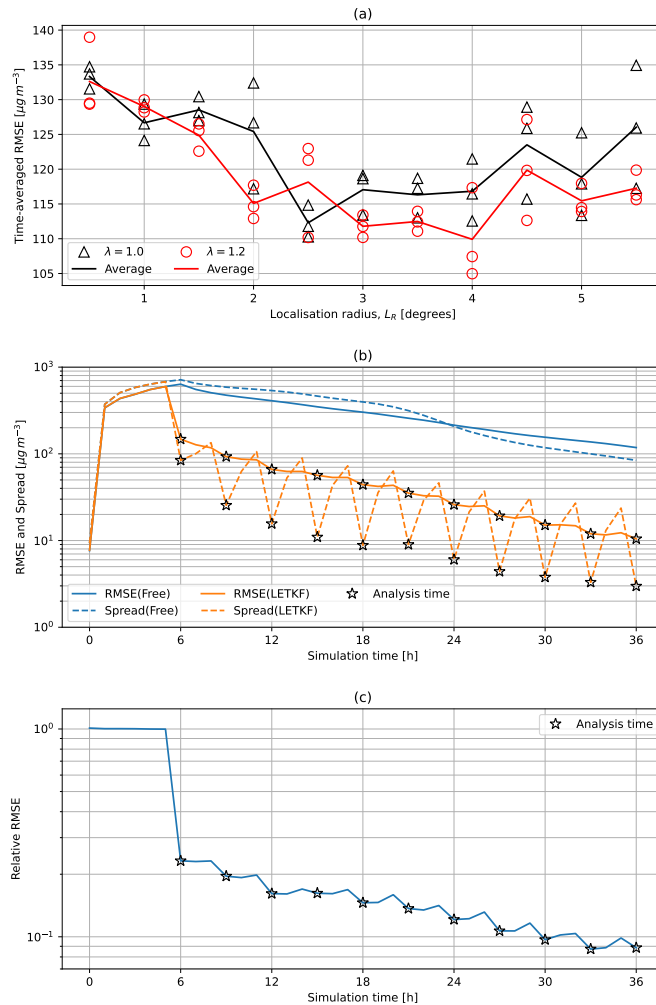 (a)
Time-averaged RMSE [μg m⁻³]
140
135
130
125
120
115
110
105
λ = 1.0
λ = 1.2
Average
Average
1
2
3
4
5
Localisation radius, L_R [degrees]
(b)
RMSE and Spread [μg m⁻³]
10³
10²
10¹
10⁰
RMSE(Free)
RMSE(LETKF)
Analysis time
Spread(Free)
Spread(LETKF)
0
6
12
18
24
30
36
Simulation time [h]
(c)
Relative RMSE
10⁰
10⁻¹
Analysis time
0
6
12
18
24
30
36
Simulation time [h]